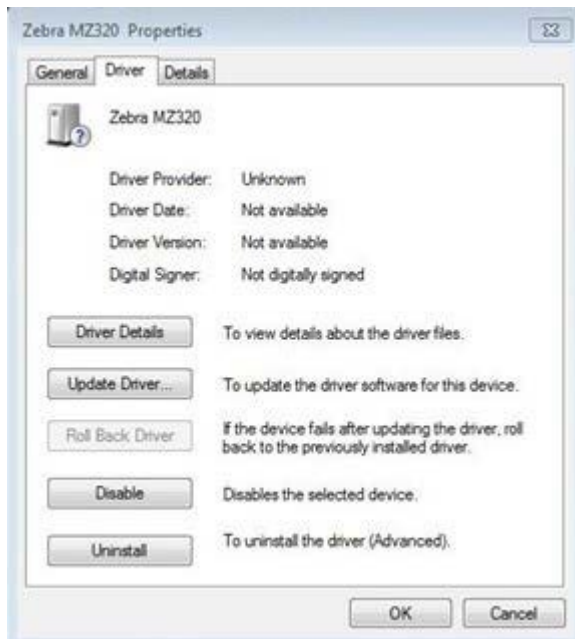 Zebra MZ320 Properties
General Driver Details
Zebra MZ320
Driver Provider: Unknown
Driver Date: Not available
Driver Version: Not available
Digital Signer: Not digitally signed
Driver Details To view details about the driver files.
Update Driver... To update the driver software for this device.
Roll Back Driver If the device fails after updating the driver, roll
back to the previously installed driver.
Disable Disables the selected device.
Uninstall To uninstall the driver (Advanced).
OK Cancel